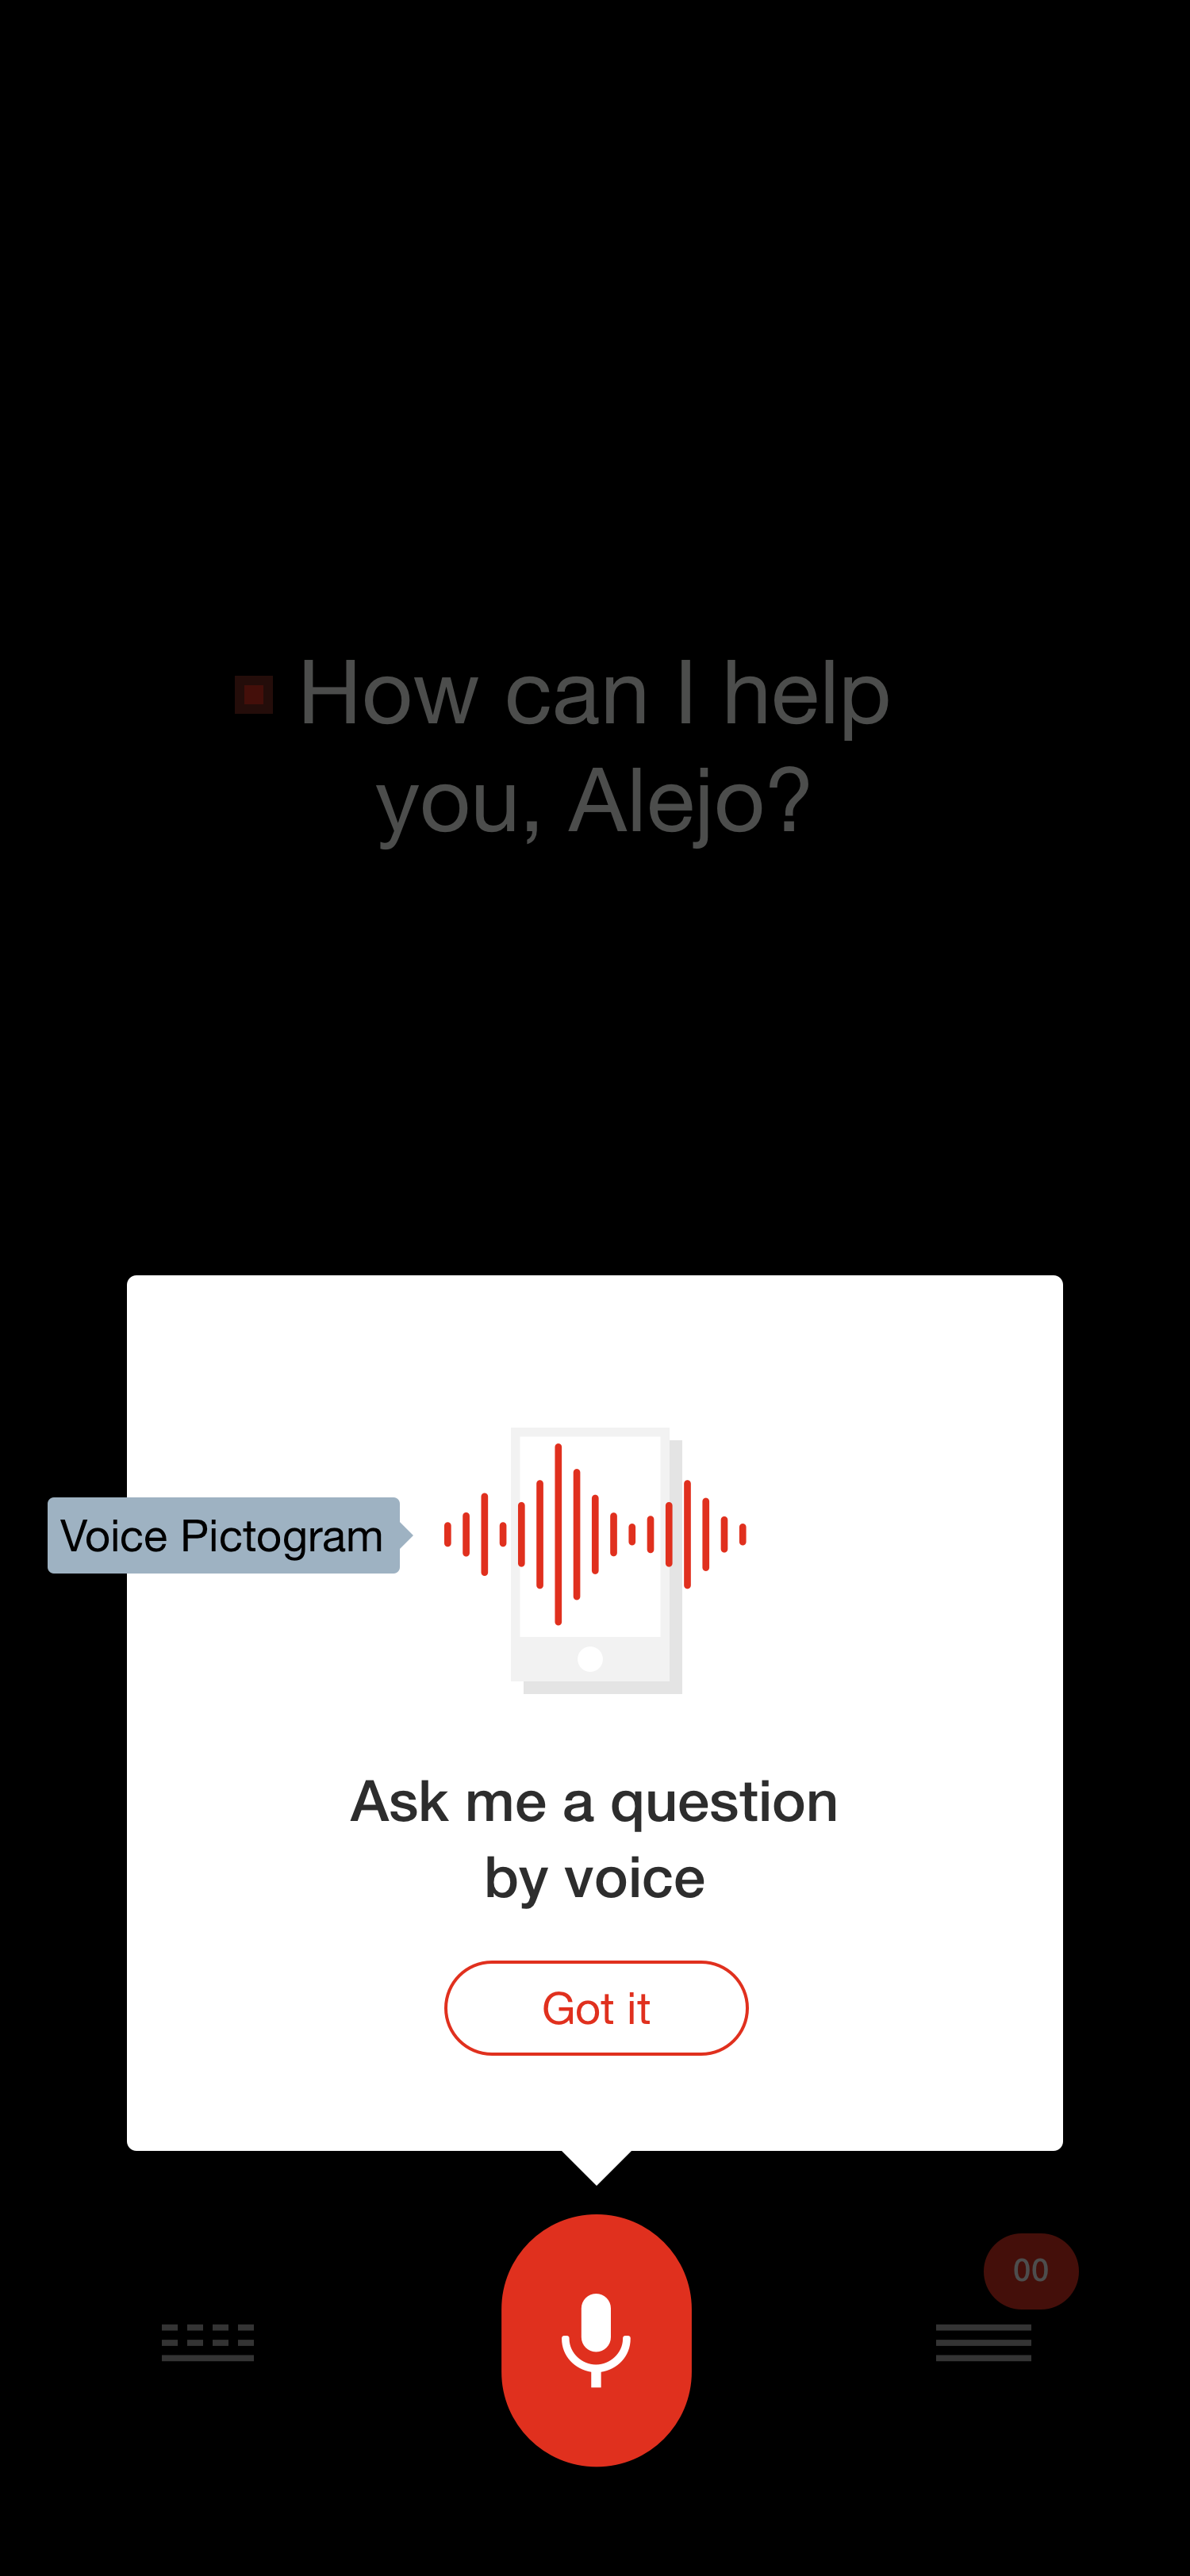 How can I help
you, Alejo?
Voice Pictogram
Ask me a question
by voice
Got it
00